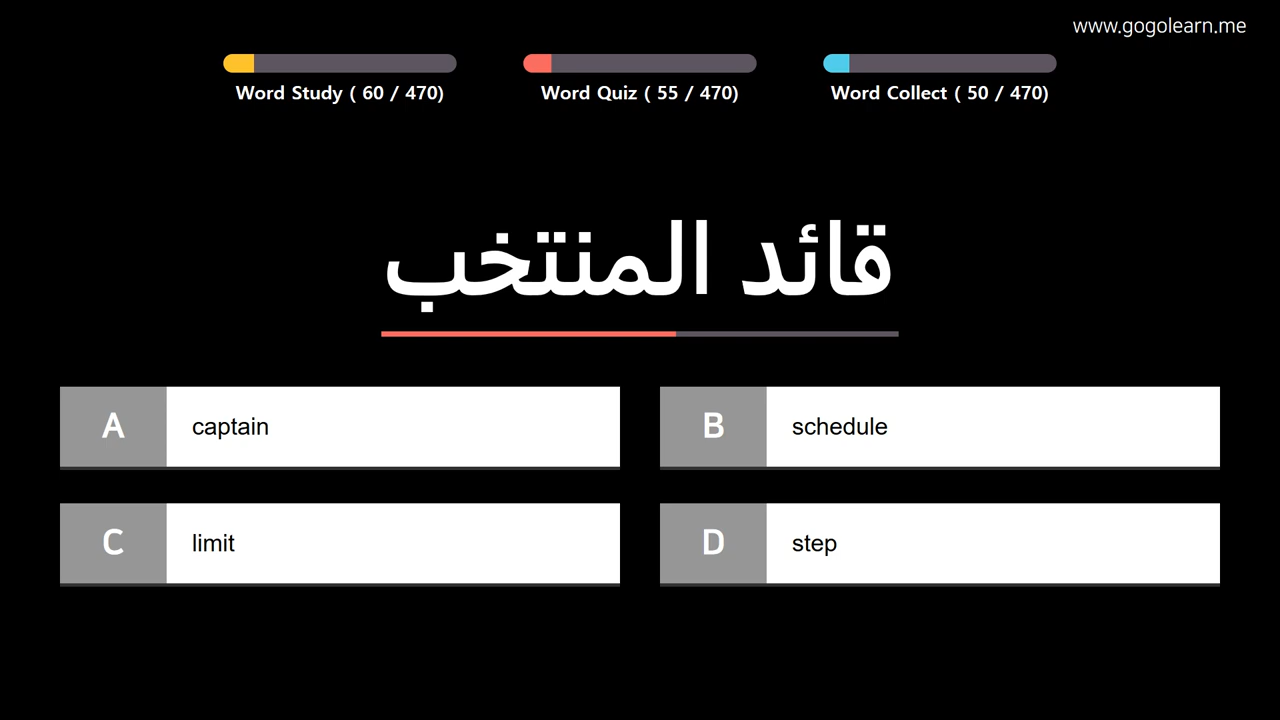 www.gogolearn.me
Word Study ( 60 / 470)
Word Quiz ( 55 / 470)
Word Collect ( 50 / 470)
قائد المنتخب
A captain
B schedule
C limit
D step